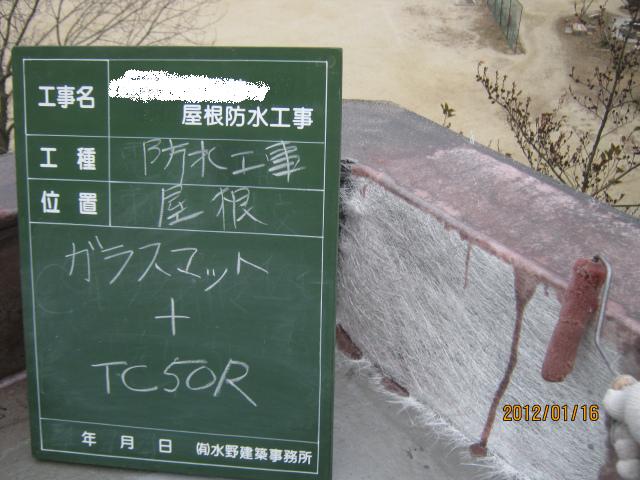 工事名
屋根防水工事
工種 防水工事
位置 屋根
ガラスマット
+
TC50R
年 月 日 ㈲水野建築事務所
2012/01/16